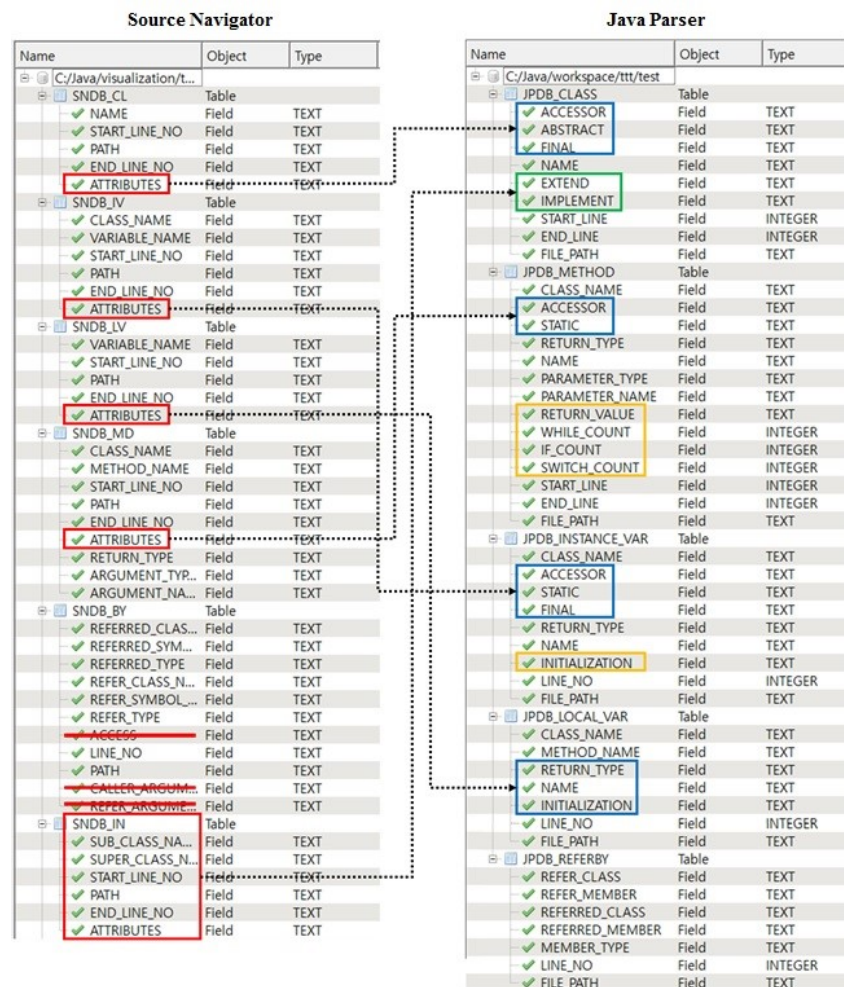 Source Navigator
Name Object Type
C:/Java/visualization/t...
SNDB_CL Table
NAME Field TEXT
START_LINE_NO Field TEXT
PATH Field TEXT
END_LINE_NO Field TEXT
ATTRIBUTES Field TEXT
SNDB_IV Table
CLASS_NAME Field TEXT
VARIABLE_NAME Field TEXT
START_LINE_NO Field TEXT
PATH Field TEXT
END_LINE_NO Field TEXT
ATTRIBUTES Field TEXT
SNDB_LV Table
VARIABLE_NAME Field TEXT
START_LINE_NO Field TEXT
PATH Field TEXT
END_LINE_NO Field TEXT
ATTRIBUTES Field TEXT
SNDB_MD Table
CLASS_NAME Field TEXT
METHOD_NAME Field TEXT
START_LINE_NO Field TEXT
PATH Field TEXT
END_LINE_NO Field TEXT
ATTRIBUTES Field TEXT
RETURN_TYPE Field TEXT
ARGUMENT_TYP... Field TEXT
ARGUMENT_NA... Field TEXT
SNDB_BY Table
REFERRED_CLAS... Field TEXT
REFERRED_SYM... Field TEXT
REFERRED_TYPE Field TEXT
REFER_CLASS_N... Field TEXT
REFER_SYMBOL_... Field TEXT
REFER_TYPE Field TEXT
ACCESS Field TEXT
LINE_NO Field TEXT
PATH Field TEXT
CALLER_ARGUM... Field TEXT
REFER_ARGUME... Field TEXT
SNDB_IN Table
SUB_CLASS_NA... Field TEXT
SUPER_CLASS_N... Field TEXT
START_LINE_NO Field TEXT
PATH Field TEXT
END_LINE_NO Field TEXT
ATTRIBUTES Field TEXT
Java Parser
Name Object Type
C:/Java/workspace/ttt/test
JPDB_CLASS Table
ACCESSOR Field TEXT
ABSTRACT Field TEXT
FINAL Field TEXT
NAME Field TEXT
EXTEND Field TEXT
IMPLEMENT Field TEXT
START_LINE Field INTEGER
END_LINE Field INTEGER
FILE_PATH Field TEXT
JPDB_METHOD Table
CLASS_NAME Field TEXT
ACCESSOR Field TEXT
STATIC Field TEXT
RETURN_TYPE Field TEXT
NAME Field TEXT
PARAMETER_TYPE Field TEXT
PARAMETER_NAME Field TEXT
RETURN_VALUE Field TEXT
WHILE_COUNT Field INTEGER
IF_COUNT Field INTEGER
SWITCH_COUNT Field INTEGER
START_LINE Field INTEGER
END_LINE Field INTEGER
FILE_PATH Field TEXT
JPDB_INSTANCE_VAR Table
CLASS_NAME Field TEXT
ACCESSOR Field TEXT
STATIC Field TEXT
FINAL Field TEXT
RETURN_TYPE Field TEXT
NAME Field TEXT
INITIALIZATION Field TEXT
LINE_NO Field INTEGER
FILE_PATH Field TEXT
JPDB_LOCAL_VAR Table
CLASS_NAME Field TEXT
METHOD_NAME Field TEXT
RETURN_TYPE Field TEXT
NAME Field TEXT
INITIALIZATION Field TEXT
LINE_NO Field INTEGER
FILE_PATH Field TEXT
JPDB_REFERBY Table
REFER_CLASS Field TEXT
REFER_MEMBER Field TEXT
REFERRED_CLASS Field TEXT
REFERRED_MEMBER Field TEXT
MEMBER_TYPE Field TEXT
LINE_NO Field INTEGER
FILE_PATH Field TEXT